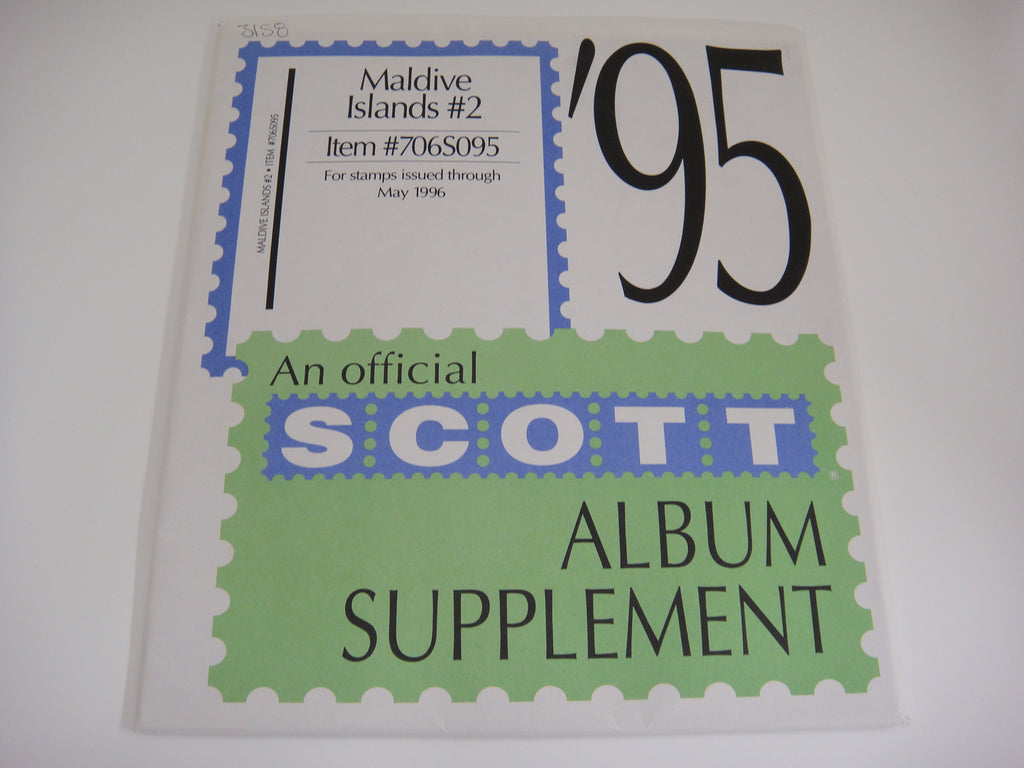 3158
Maldive
Islands #2
Item #706S095
For stamps issued through
May 1996
MALDIVE ISLANDS #2 • ITEM #706S095
'95
An official
SCOTT®
ALBUM
SUPPLEMENT